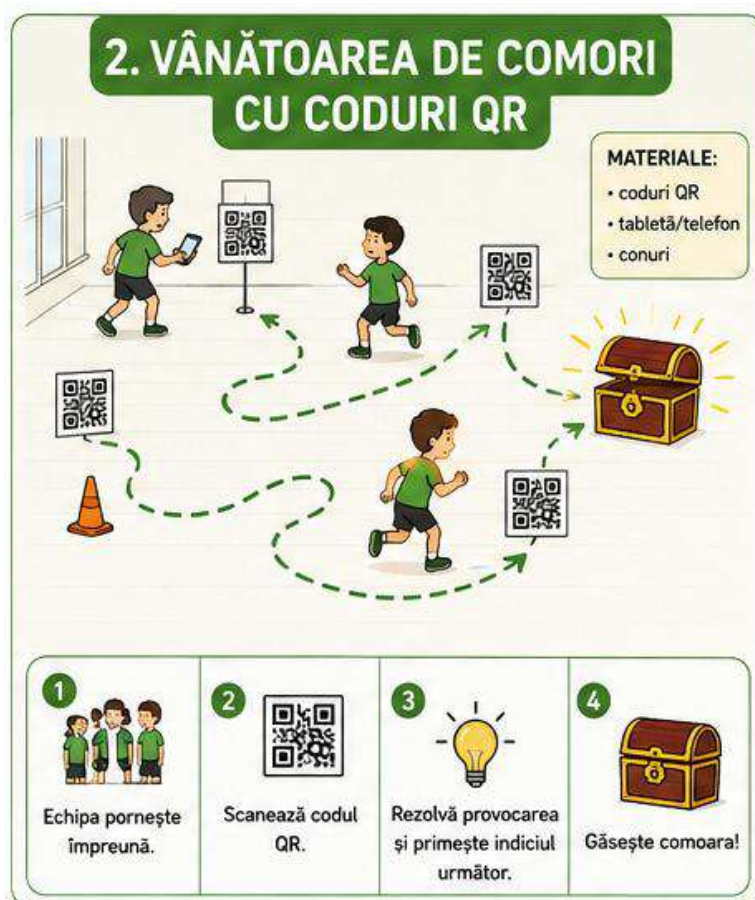 2. VÂNĂTOAREA DE COMORI
CU CODURI QR
MATERIALE:
• coduri QR
• tabletă/telefon
• conuri
1
Echipa pornește
împreună.
2
Scanează codul
QR.
3
Rezolvă provocarea
și primește indiciul
următor.
4
Găsește comoara!